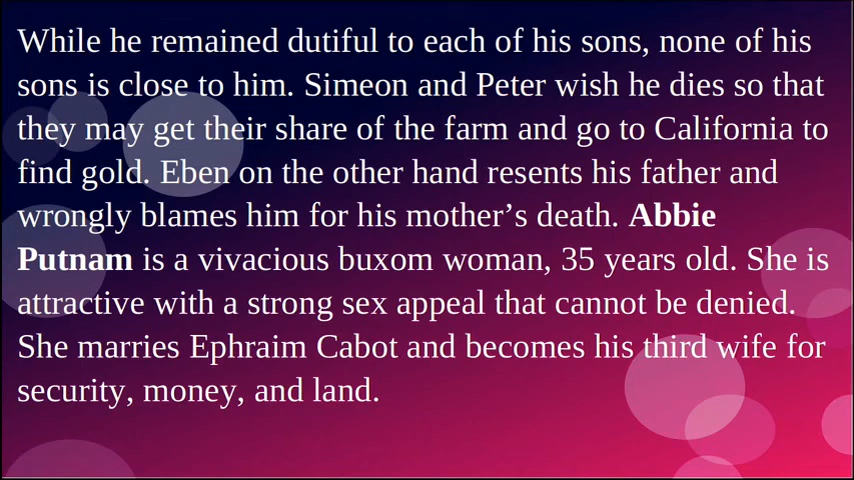 While he remained dutiful to each of his sons, none of his
sons is close to him. Simeon and Peter wish he dies so that
they may get their share of the farm and go to California to
find gold. Eben on the other hand resents his father and
wrongly blames him for his mother’s death. Abbie
Putnam is a vivacious buxom woman, 35 years old. She is
attractive with a strong sex appeal that cannot be denied.
She marries Ephraim Cabot and becomes his third wife for
security, money, and land.